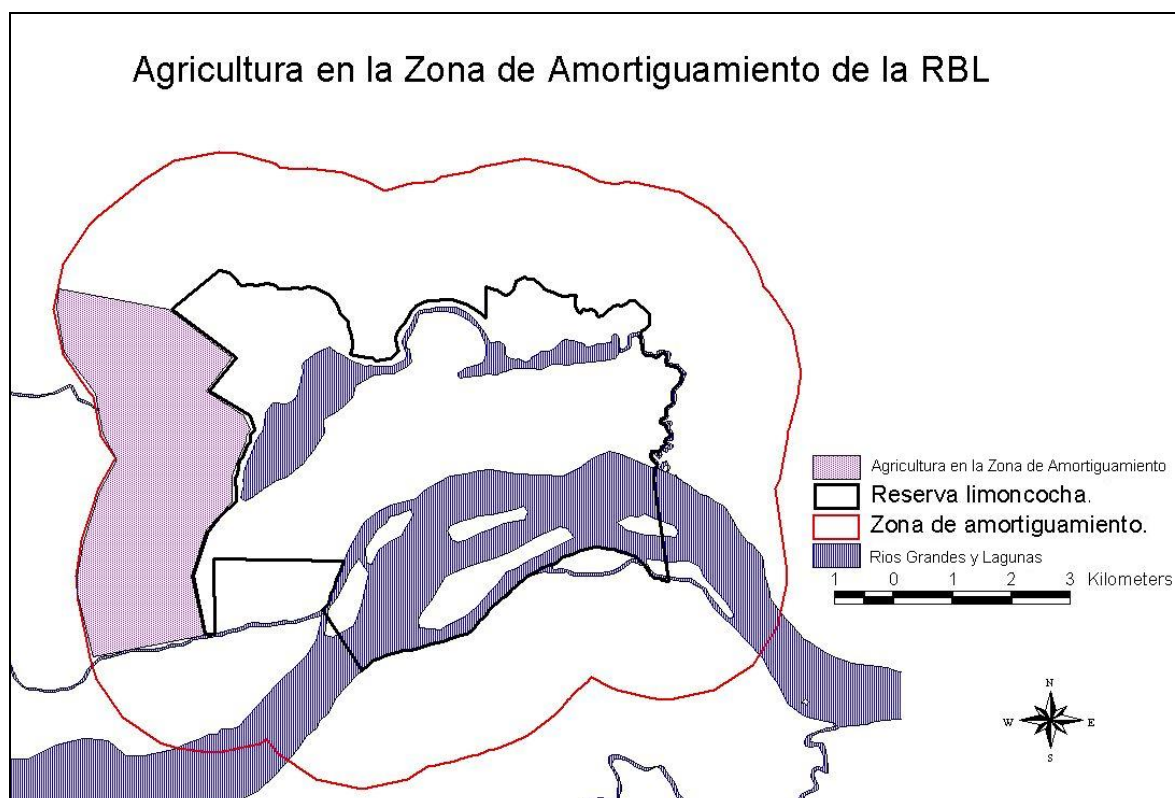 Agricultura en la Zona de Amortiguamiento de la RBL
Agricultura en la Zona de Amortiguamiento
Reserva limoncocha.
Zona de amortiguamiento.
Rios Grandes y Lagunas
1 0 1 2 3 Kilometers
N
W E
S